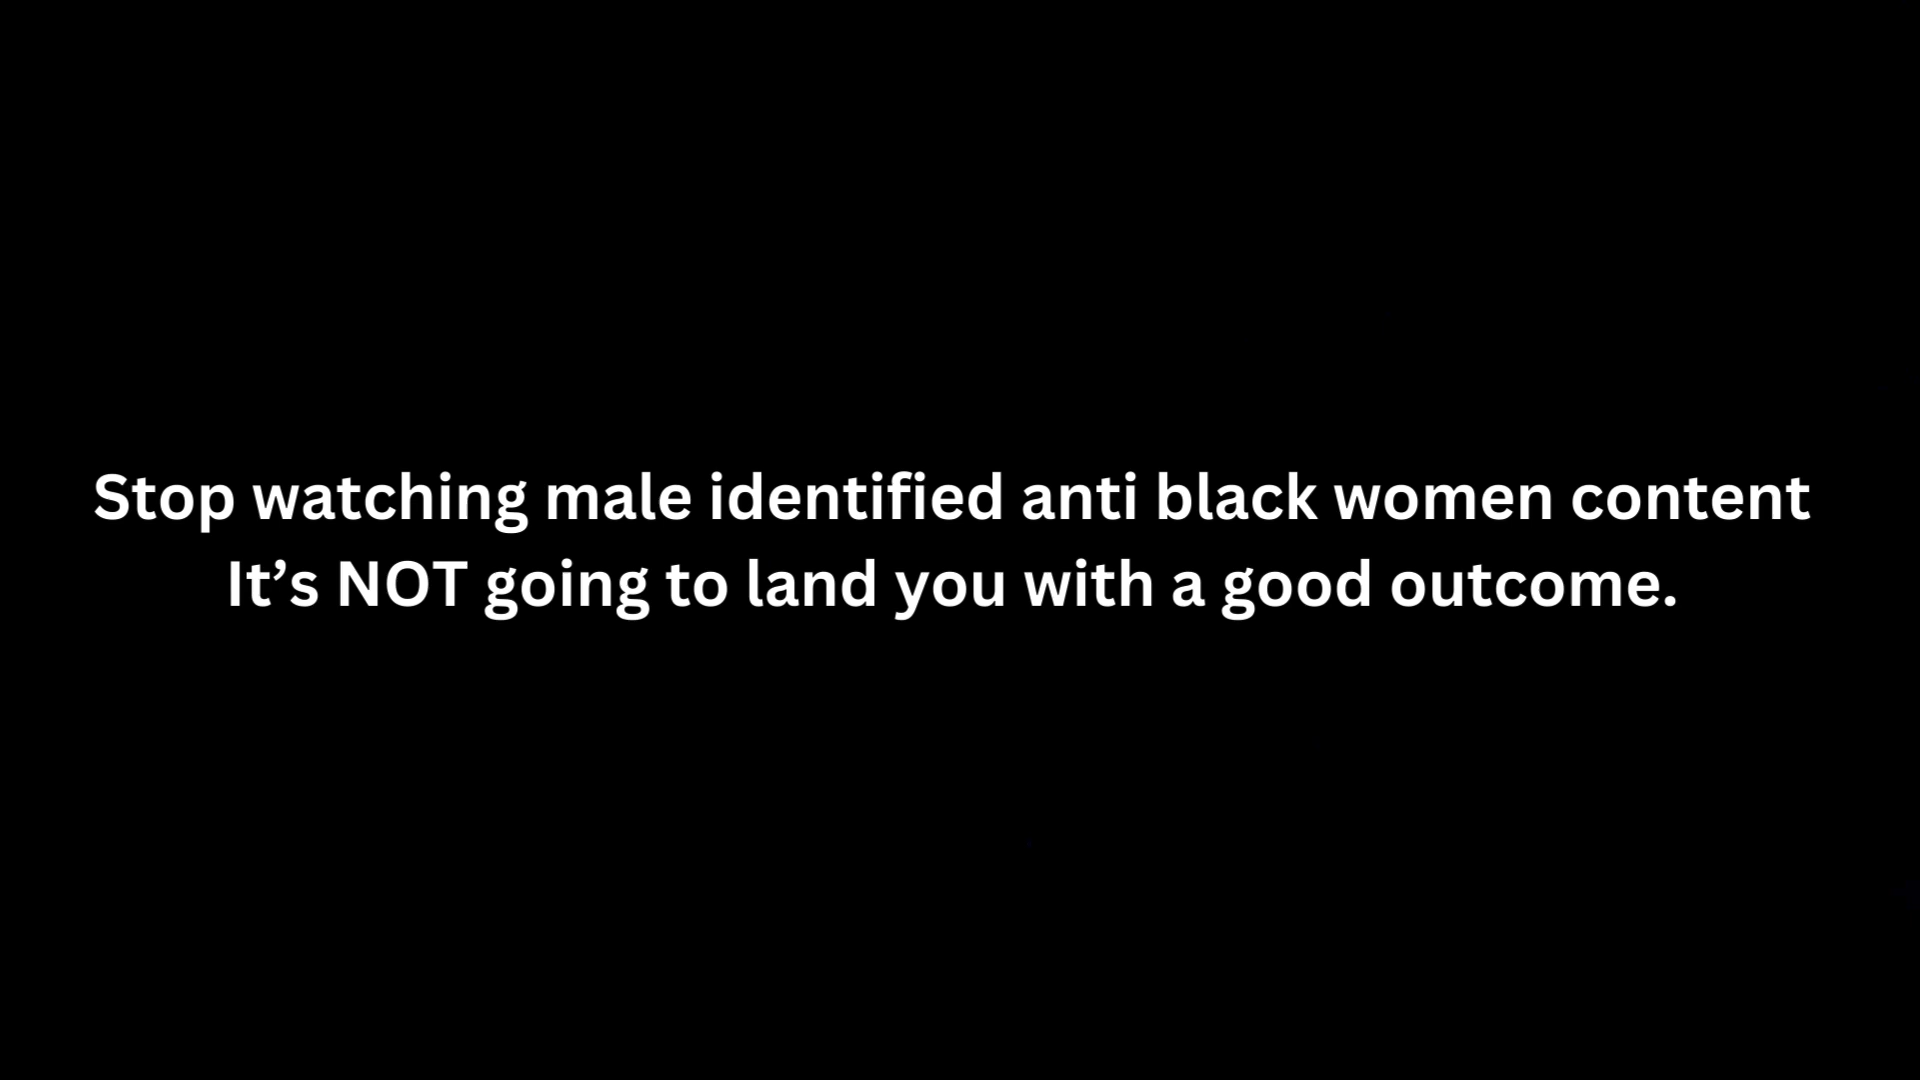 Stop watching male identified anti black women content
It’s NOT going to land you with a good outcome.